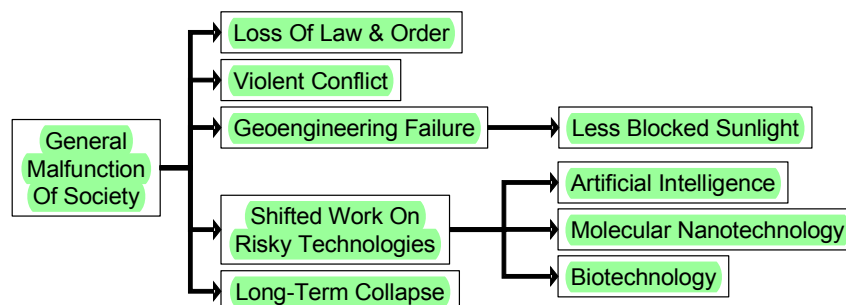 Loss Of Law & Order
Violent Conflict
Geoengineering Failure
Less Blocked Sunlight
General
Malfunction
Of Society
Artificial Intelligence
Shifted Work On
Risky Technologies
Molecular Nanotechnology
Biotechnology
Long-Term Collapse